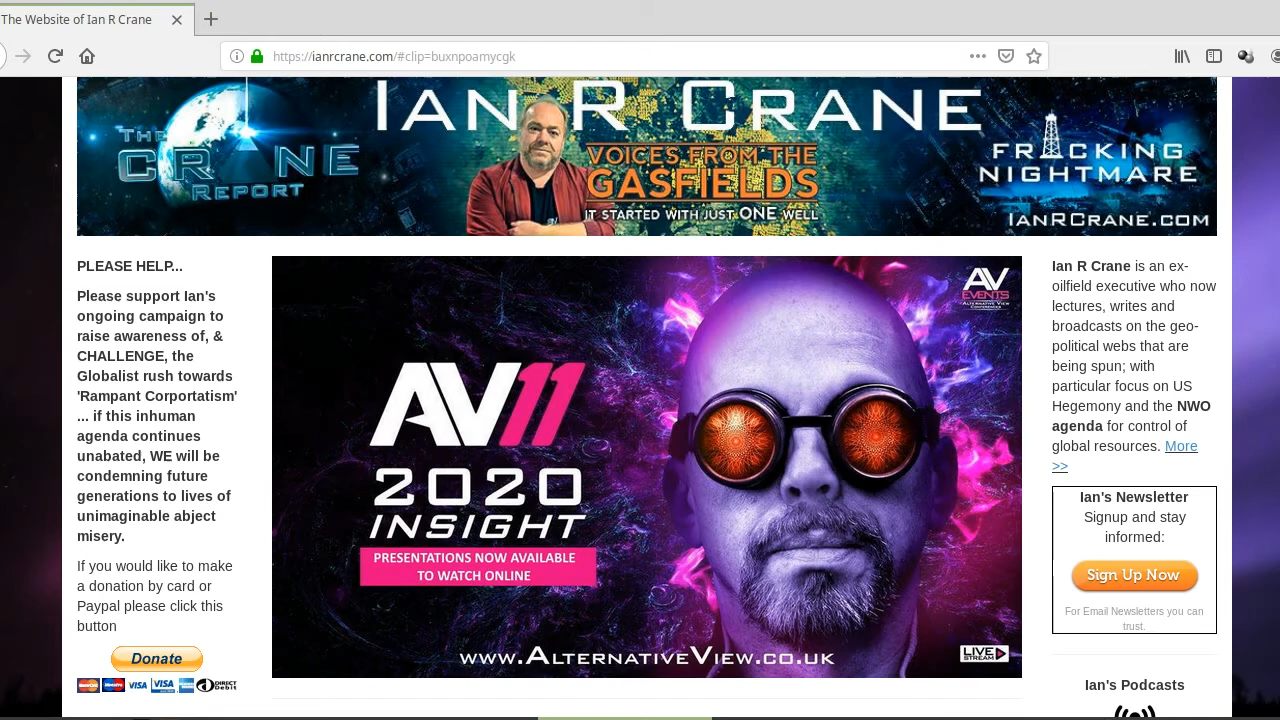 The Website of Ian R Crane
https://ianrcrane.com/#clip=buxnpoamycgk
IAN R CRANE
THE
CRANE
REPORT
VOICES FROM THE
GASFIELDS
IT STARTED WITH JUST ONE WELL
FRACKING
NIGHTMARE
IANRCRANE.COM
PLEASE HELP...
Please support Ian's
ongoing campaign to
raise awareness of, &
CHALLENGE, the
Globalist rush towards
'Rampant Corportatism'
... if this inhuman
agenda continues
unabated, WE will be
condemning future
generations to lives of
unimaginable abject
misery.
If you would like to make
a donation by card or
Paypal please click this
button
Donate
VISA
VISA
DIRECT
Debit
AV
EVENTS
ALTERNATIVE VIEW
CONFERENCES
AV11
2020
INSIGHT
PRESENTATIONS NOW AVAILABLE
TO WATCH ONLINE
WWW.ALTERNATIVEVIEW.CO.UK
LIVE
STREAM
Ian R Crane is an ex-
oilfield executive who now
lectures, writes and
broadcasts on the geo-
political webs that are
being spun; with
particular focus on US
Hegemony and the NWO
agenda for control of
global resources. More
>>
Ian's Newsletter
Signup and stay
informed:
Sign Up Now
For Email Newsletters you can
trust.
Ian's Podcasts